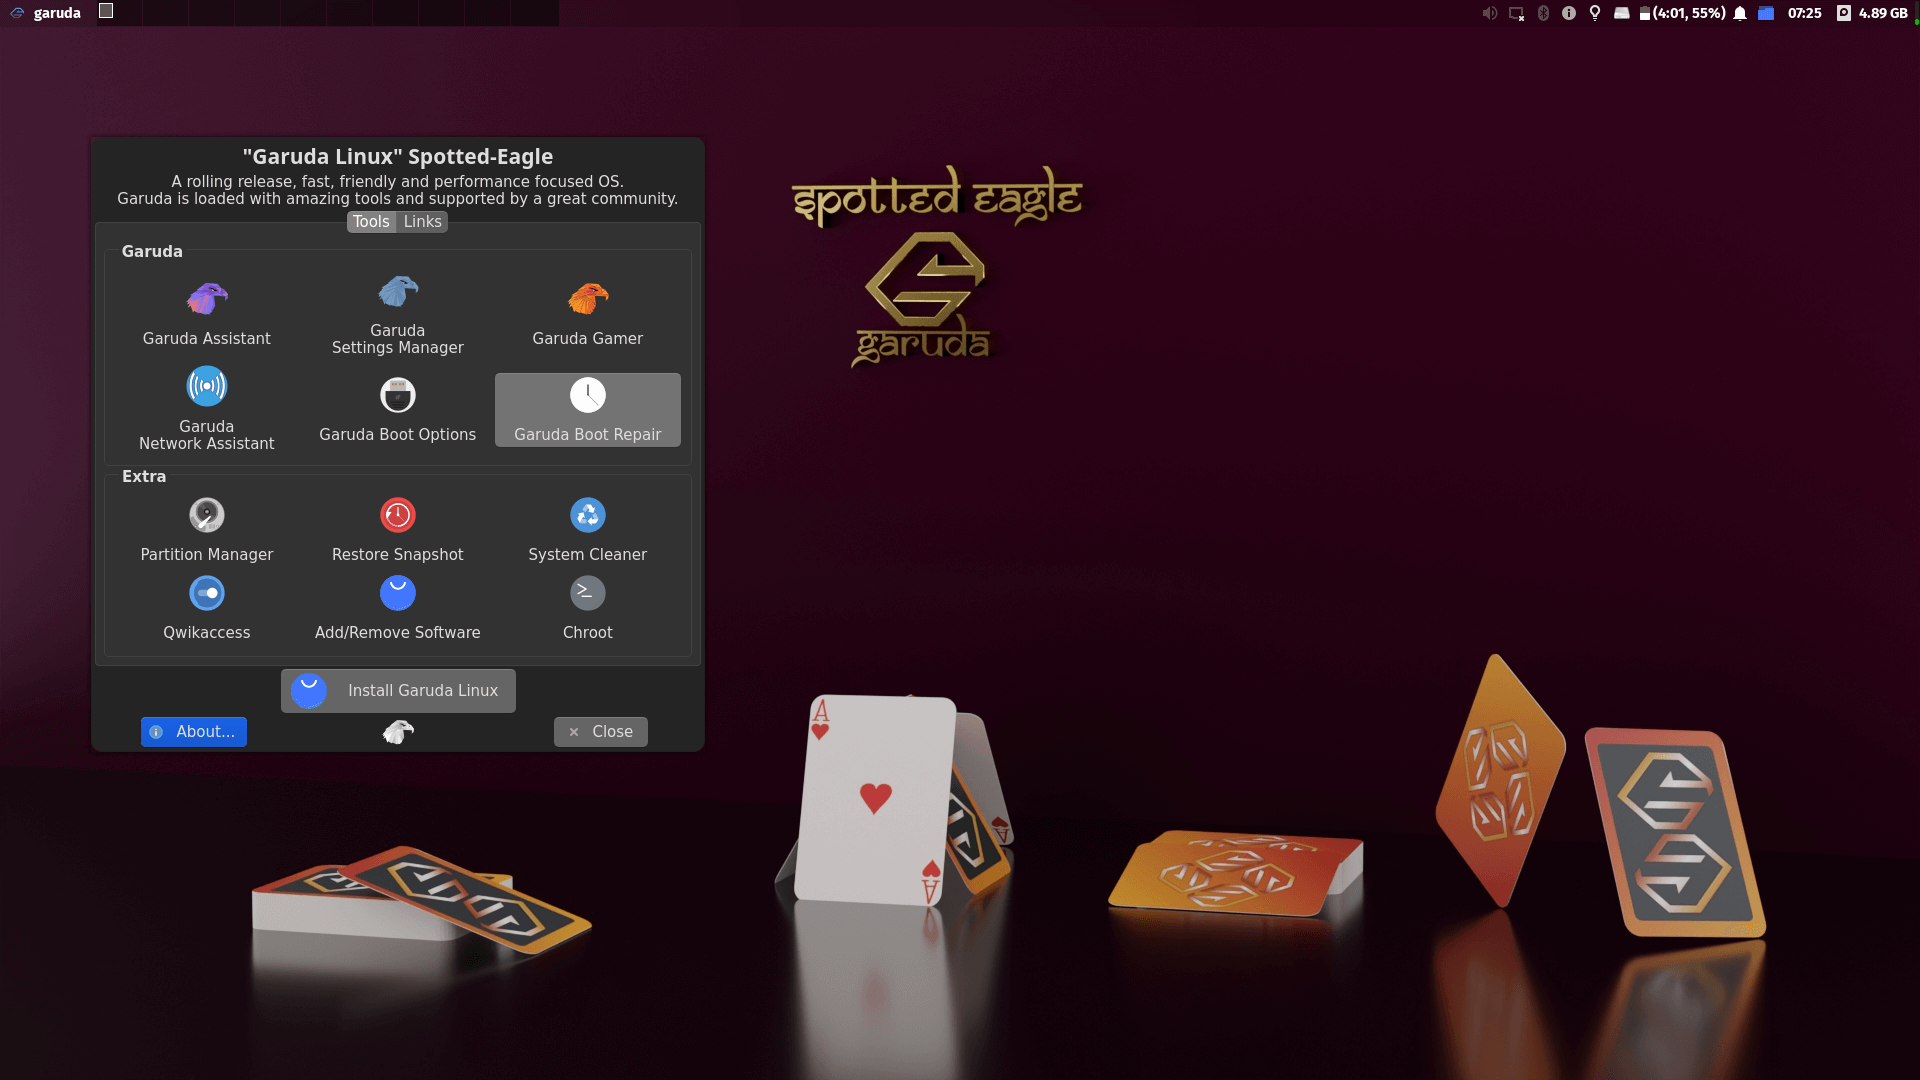 garuda
(4:01, 55%)
07:25
4.89 GB
"Garuda Linux" Spotted-Eagle
A rolling release, fast, friendly and performance focused OS.
Garuda is loaded with amazing tools and supported by a great community.
Tools Links
Garuda
Garuda Assistant
Garuda
Settings Manager
Garuda Gamer
Garuda
Network Assistant
Garuda Boot Options
Garuda Boot Repair
Extra
Partition Manager
Restore Snapshot
System Cleaner
Qwikaccess
Add/Remove Software
Chroot
Install Garuda Linux
About...
Close
spotted eagle
garuda
A
A
A